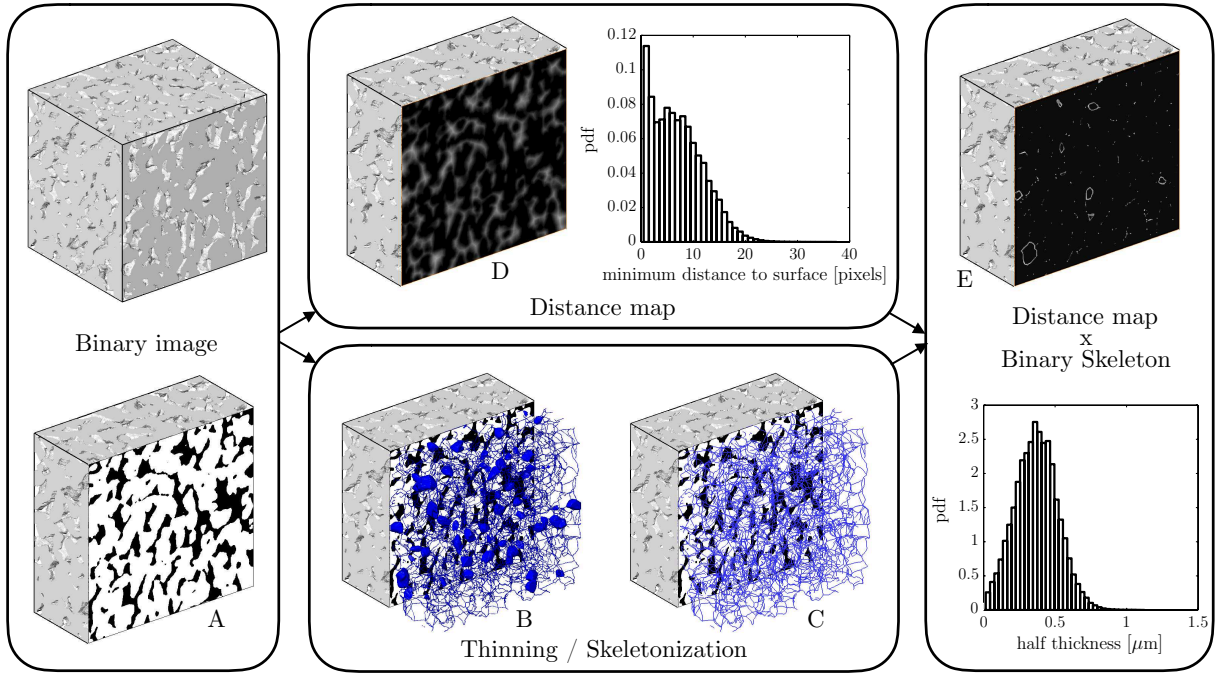 Binary image
A
D
0.12
0.1
0.08
0.06
0.04
0.02
0
pdf
0 10 20 30 40
minimum distance to surface [pixels]
Distance map
B
C
Thinning / Skeletonization
E
Distance map
x
Binary Skeleton
3
2.5
2
1.5
1
0.5
0
pdf
0 0.5 1 1.5
half thickness [μm]